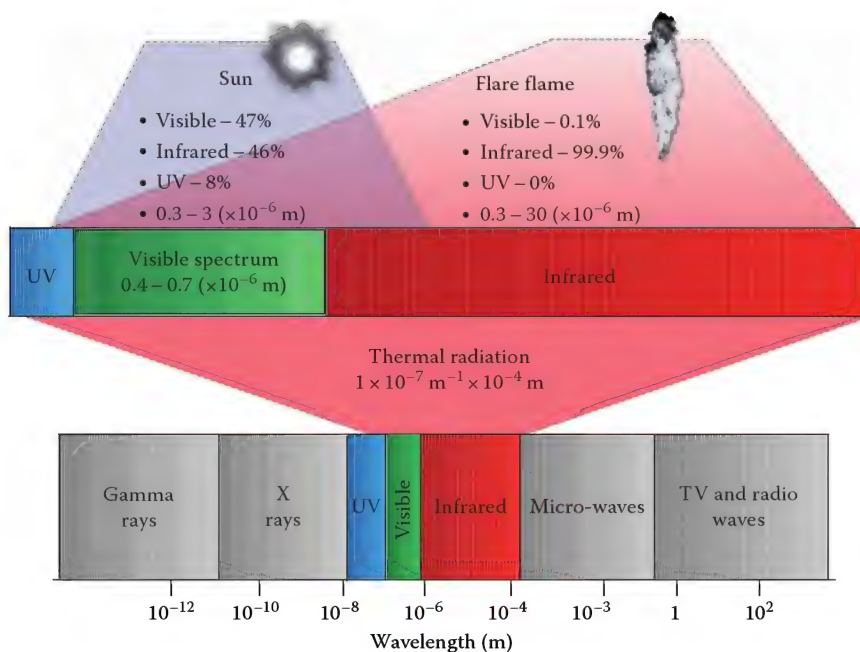 Sun
• Visible – 47%
• Infrared – 46%
• UV – 8%
• 0.3 – 3 (×10⁻⁶ m)
Flare flame
• Visible – 0.1%
• Infrared – 99.9%
• UV – 0%
• 0.3 – 30 (×10⁻⁶ m)
UV
Visible spectrum
0.4 – 0.7 (×10⁻⁶ m)
Infrared
Thermal radiation
1 × 10⁻⁷ m⁻¹ × 10⁻⁴ m
Gamma
rays
X
rays
UV
Visible
Infrared
Micro-waves
TV and radio
waves
10⁻¹² 10⁻¹⁰ 10⁻⁸ 10⁻⁶ 10⁻⁴ 10⁻³ 1 10²
Wavelength (m)